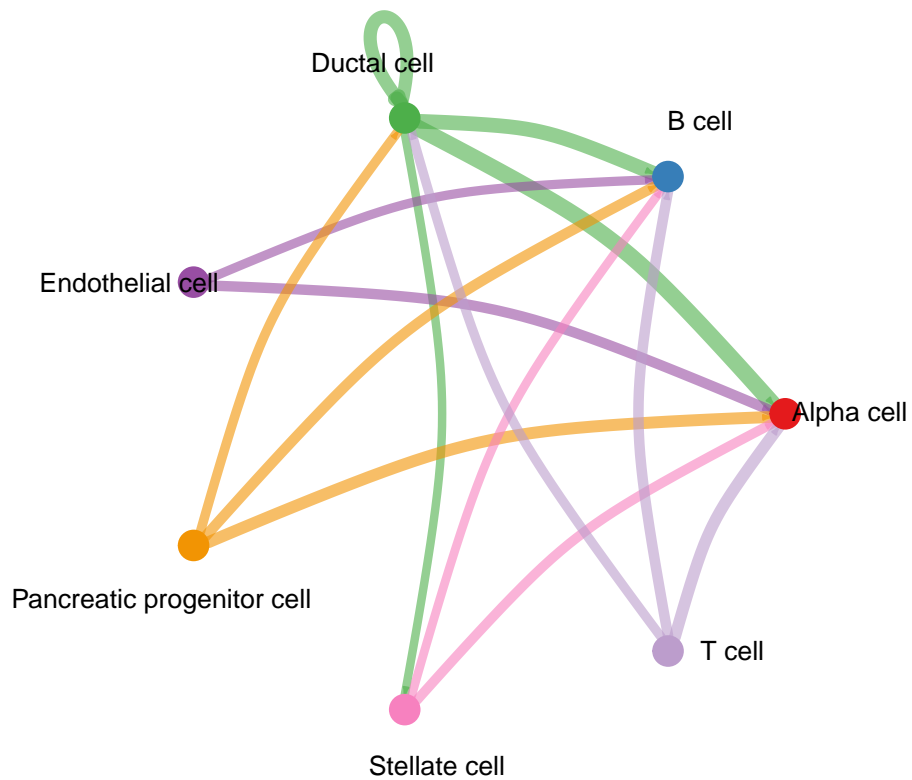 Ductal cell
B cell
Endothelial cell
Alpha cell
Pancreatic progenitor cell
T cell
Stellate cell